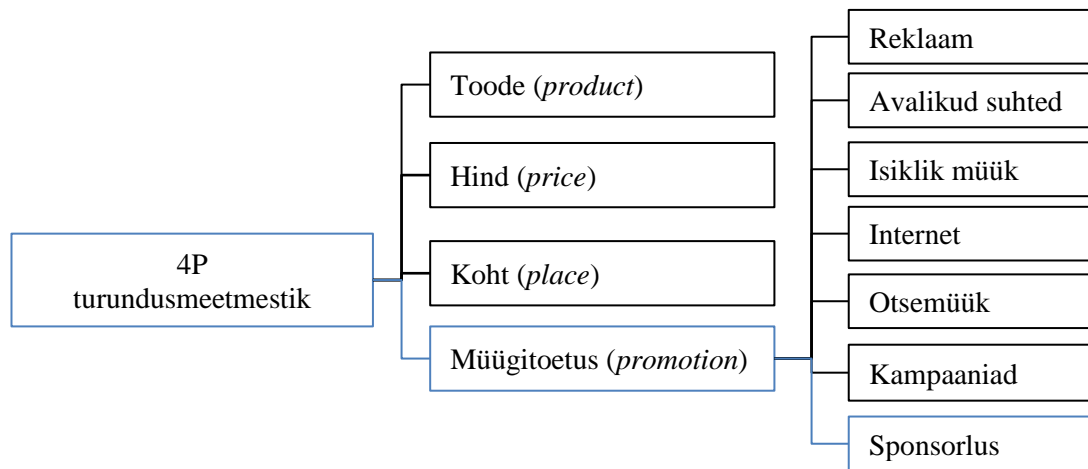 4P
turundusmeetmestik
Toode (product)
Hind (price)
Koht (place)
Müügitoetus (promotion)
Reklaam
Avalikud suhted
Isiklik müük
Internet
Otsemüük
Kampaaniad
Sponsorlus